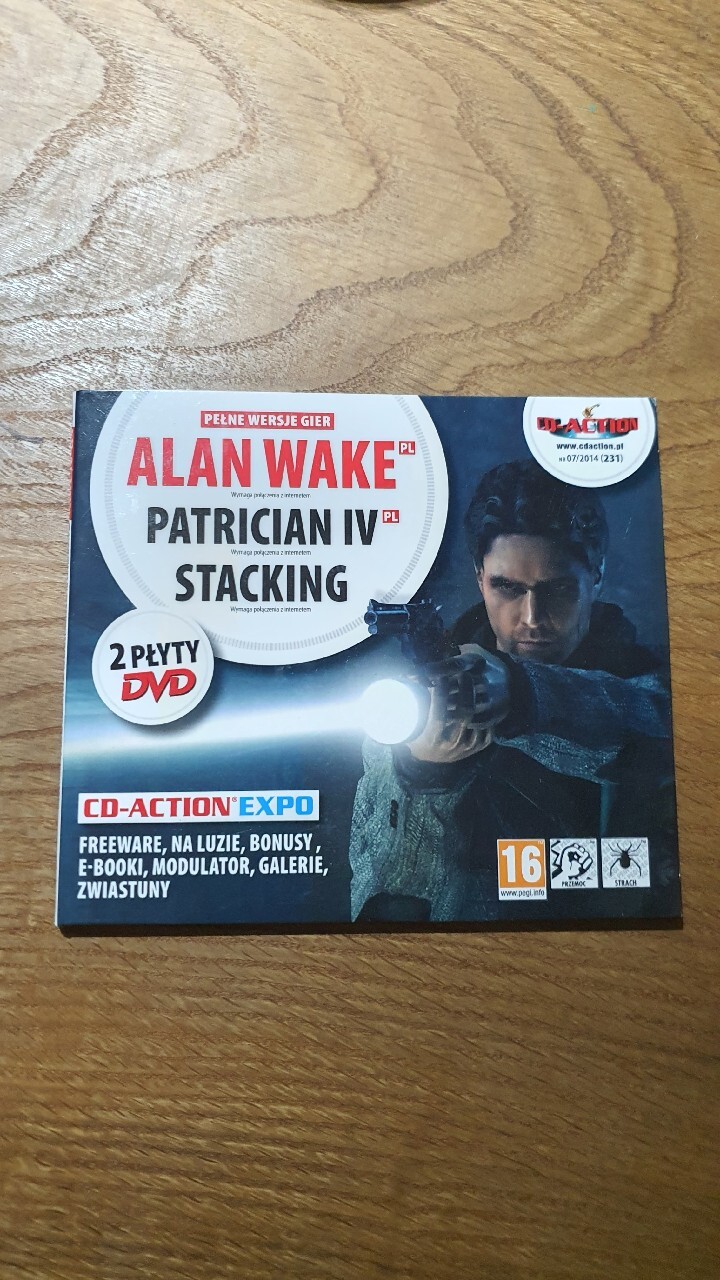 PEŁNE WERSJE GIER
ALAN WAKE PL
Wymaga połączenia z internetem
PATRICIAN IV PL
Wymaga połączenia z internetem
STACKING
Wymaga połączenia z internetem
CD-ACTION
www.cdaction.pl
NR 07/2014 (231)
2 PŁYTY
DVD
CD-ACTION® EXPO
FREEWARE, NA LUZIE, BONUSY ,
E-BOOKI, MODULATOR, GALERIE,
ZWIASTUNY
16
www.pegi.info
PRZEMOC
STRACH